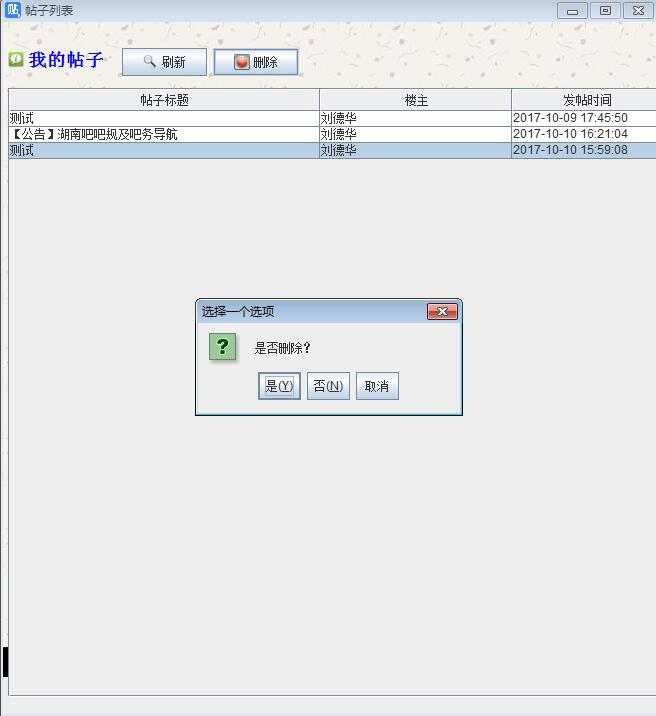 帖子列表
我的帖子 刷新 删除
帖子标题 楼主 发帖时间
测试 刘德华 2017-10-09 17:45:50
【公告】湖南吧吧规及吧务导航 刘德华 2017-10-10 16:21:04
测试 刘德华 2017-10-10 15:59:08
选择一个选项
是否删除？
是(Y) 否(N) 取消